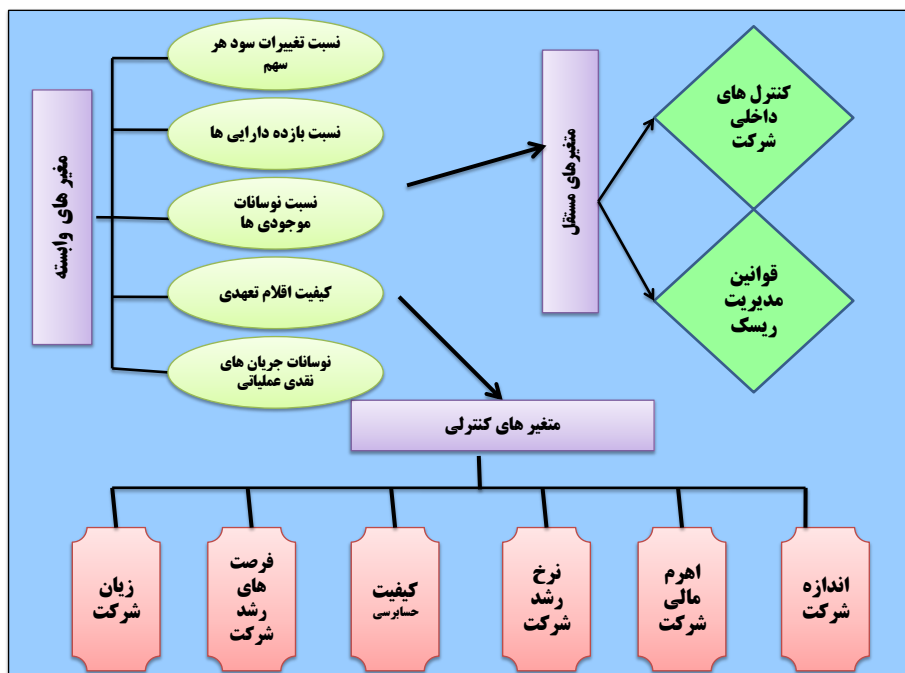 نسبت تغییرات سود هر
سهم
نسبت بازده دارایی ها
نسبت نوسانات
موجودی ها
کیفیت اقلام تعهدی
نوسانات جریان های
نقدی عملیاتی
مغیر های وابسته
متغیرهای مستقل
کنترل های
داخلی
شرکت
قوانین
مدیریت
ریسک
متغیر های کنترلی
اندازه
شرکت
اهرم
مالی
شرکت
نرخ
رشد
شرکت
کیفیت
حسابرسی
فرصت
های
رشد
شرکت
زیان
شرکت